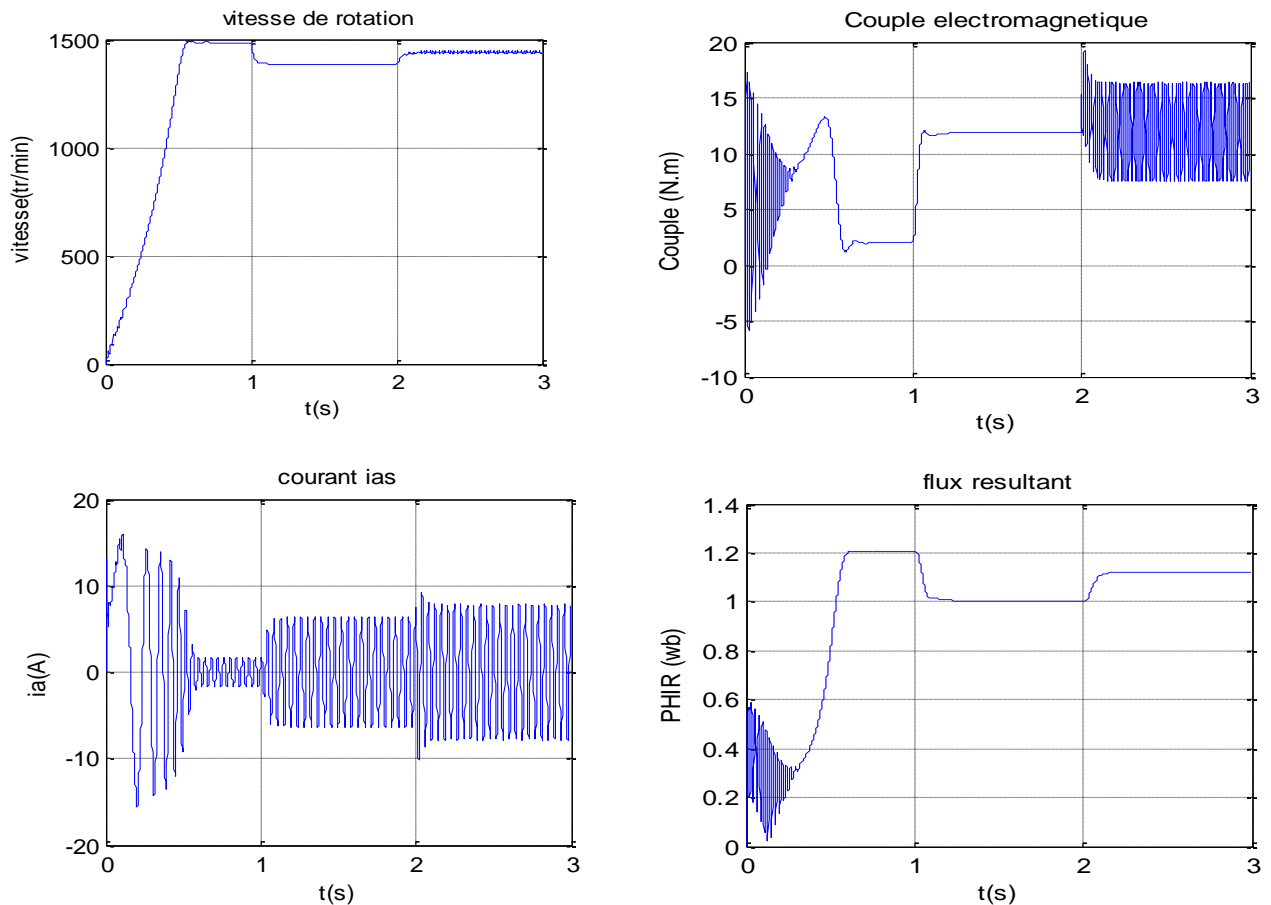 vitesse de rotation
1500
1000
500
0
vitesse(tr/min)
0 1 2 3
t(s)
Couple electromagnetique
20
15
10
5
0
-5
-10
Couple (N.m)
0 1 2 3
t(s)
courant ias
20
10
0
-10
-20
ia(A)
0 1 2 3
t(s)
flux resultant
1.4
1.2
1
0.8
0.6
0.4
0.2
0
PHIR (wb)
0 1 2 3
t(s)